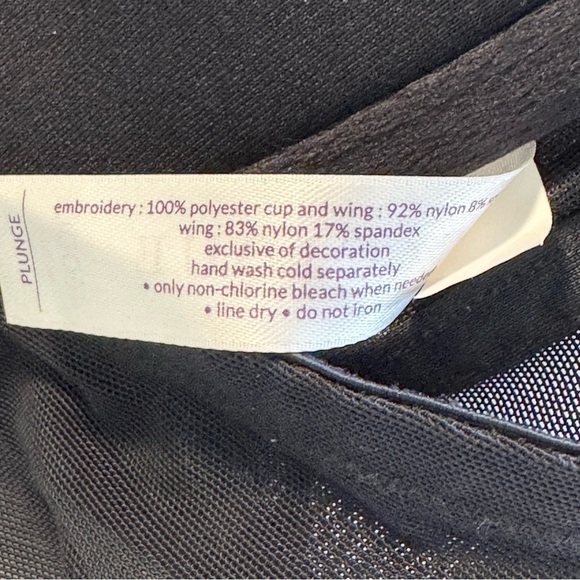 PLUNGE
embroidery : 100% polyester cup and wing : 92% nylon 8%
wing : 83% nylon 17% spandex
exclusive of decoration
hand wash cold separately
• only non-chlorine bleach when needed
• line dry • do not iron